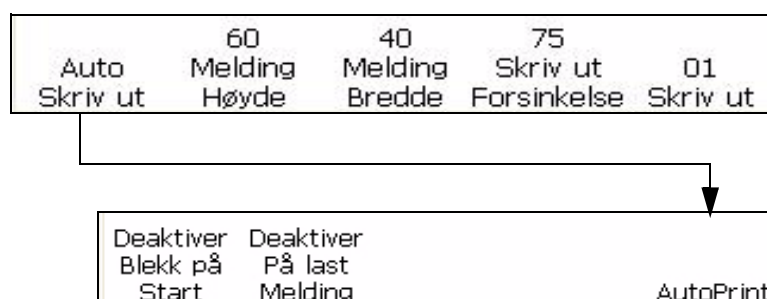 60 40 75
Auto Melding Melding Skriv ut 01
Skriv ut Høyde Bredde Forsinkelse Skriv ut
Deaktiver Deaktiver
Blekk på På last
Start Melding AutoPrint